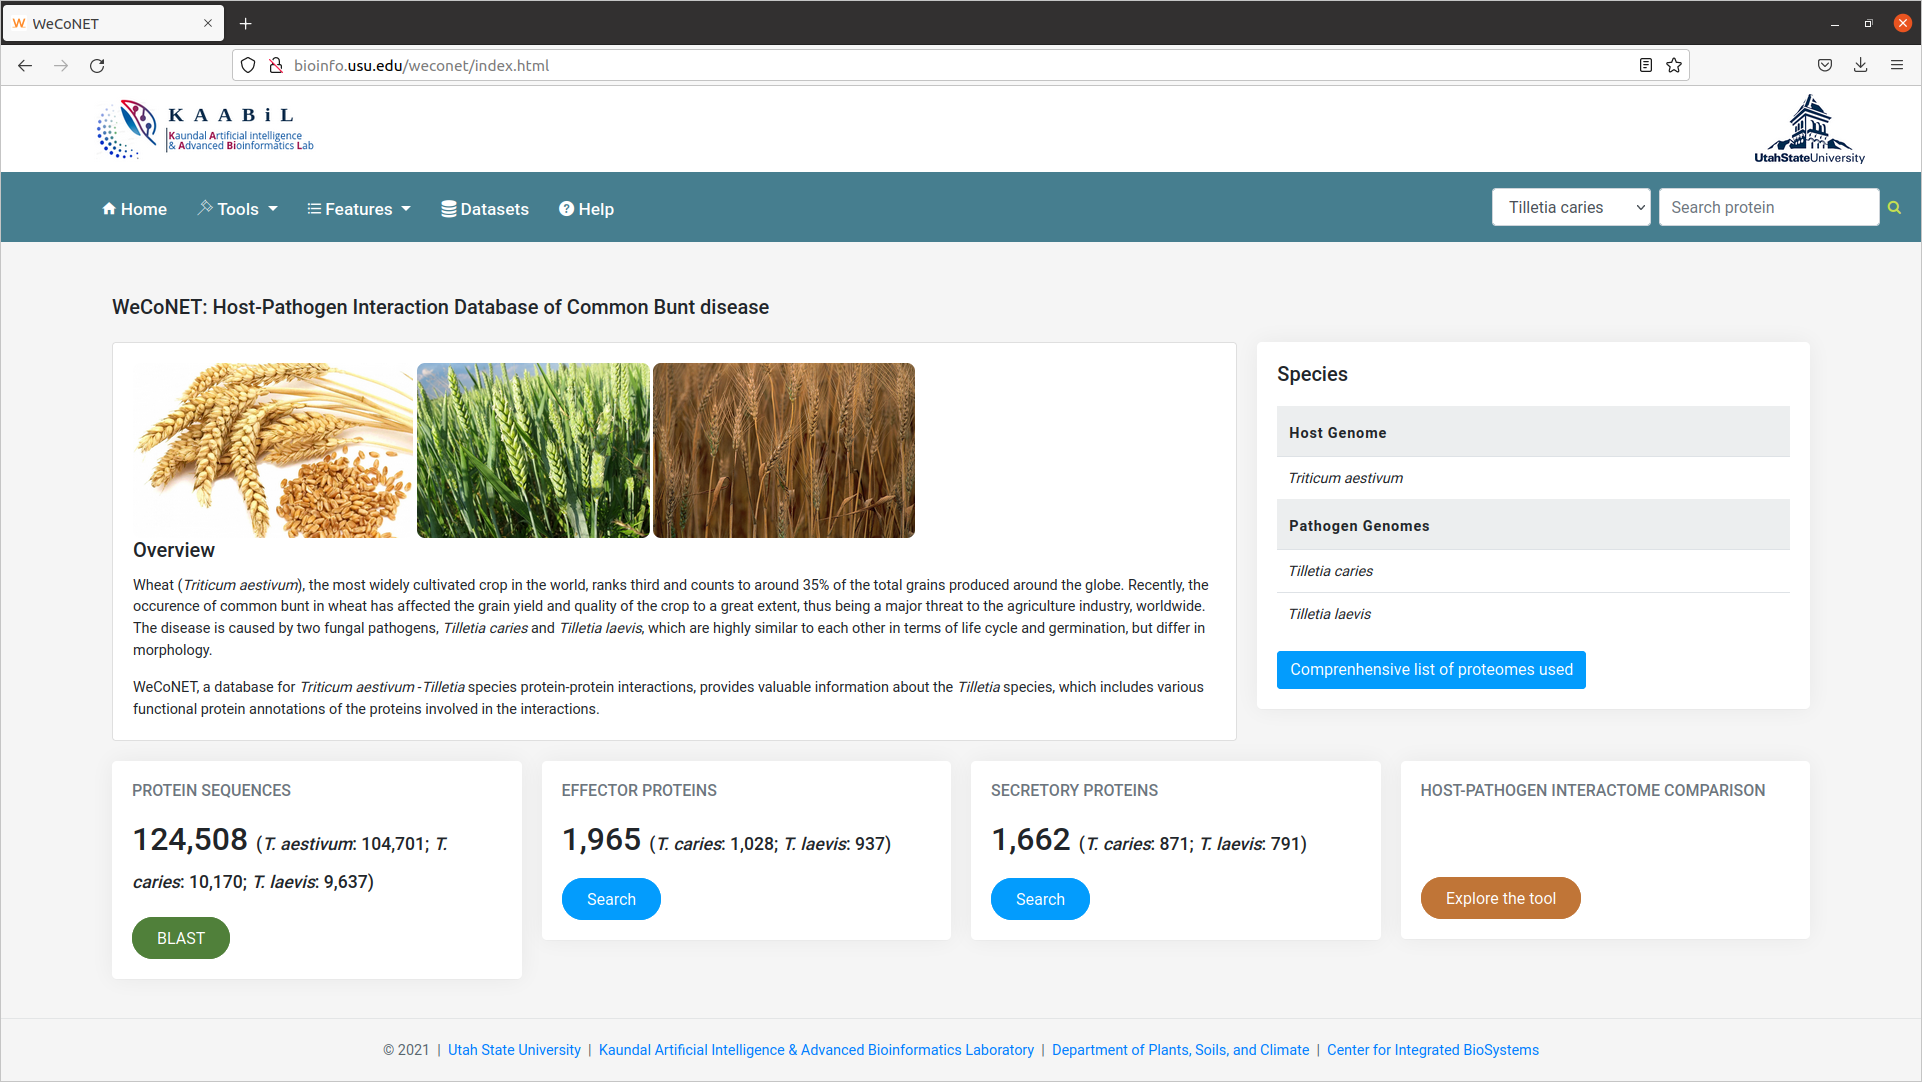 WeCoNET
bioinfo.usu.edu/weconet/index.html
KAABiL
Kaundal Artificial intelligence
& Advanced Bioinformatics Lab
UtahStateUniversity
Home Tools Features Datasets Help Tilletia caries Search protein
WeCoNET: Host-Pathogen Interaction Database of Common Bunt disease
Overview
Wheat (Triticum aestivum), the most widely cultivated crop in the world, ranks third and counts to around 35% of the total grains produced around the globe. Recently, the
occurence of common bunt in wheat has affected the grain yield and quality of the crop to a great extent, thus being a major threat to the agriculture industry, worldwide.
The disease is caused by two fungal pathogens, Tilletia caries and Tilletia laevis, which are highly similar to each other in terms of life cycle and germination, but differ in
morphology.
WeCoNET, a database for Triticum aestivum -Tilletia species protein-protein interactions, provides valuable information about the Tilletia species, which includes various
functional protein annotations of the proteins involved in the interactions.
Species
Host Genome
Triticum aestivum
Pathogen Genomes
Tilletia caries
Tilletia laevis
Comprenhensive list of proteomes used
PROTEIN SEQUENCES
124,508 (T. aestivum: 104,701; T.
caries: 10,170; T. laevis: 9,637)
BLAST
EFFECTOR PROTEINS
1,965 (T. caries: 1,028; T. laevis: 937)
Search
SECRETORY PROTEINS
1,662 (T. caries: 871; T. laevis: 791)
Search
HOST-PATHOGEN INTERACTOME COMPARISON
Explore the tool
© 2021 | Utah State University | Kaundal Artificial Intelligence & Advanced Bioinformatics Laboratory | Department of Plants, Soils, and Climate | Center for Integrated BioSystems